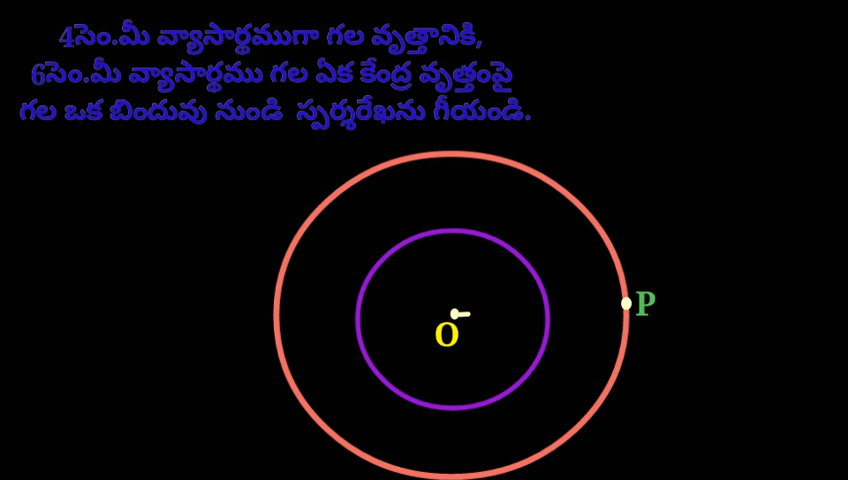 4సెం.మీ వ్యాసార్థముగా గల వృత్తానికి,
6సెం.మీ వ్యాసార్థము గల ఏక కేంద్ర వృత్తంపై
గల ఒక బిందువు నుండి స్పర్శరేఖను గీయండి.
P
O